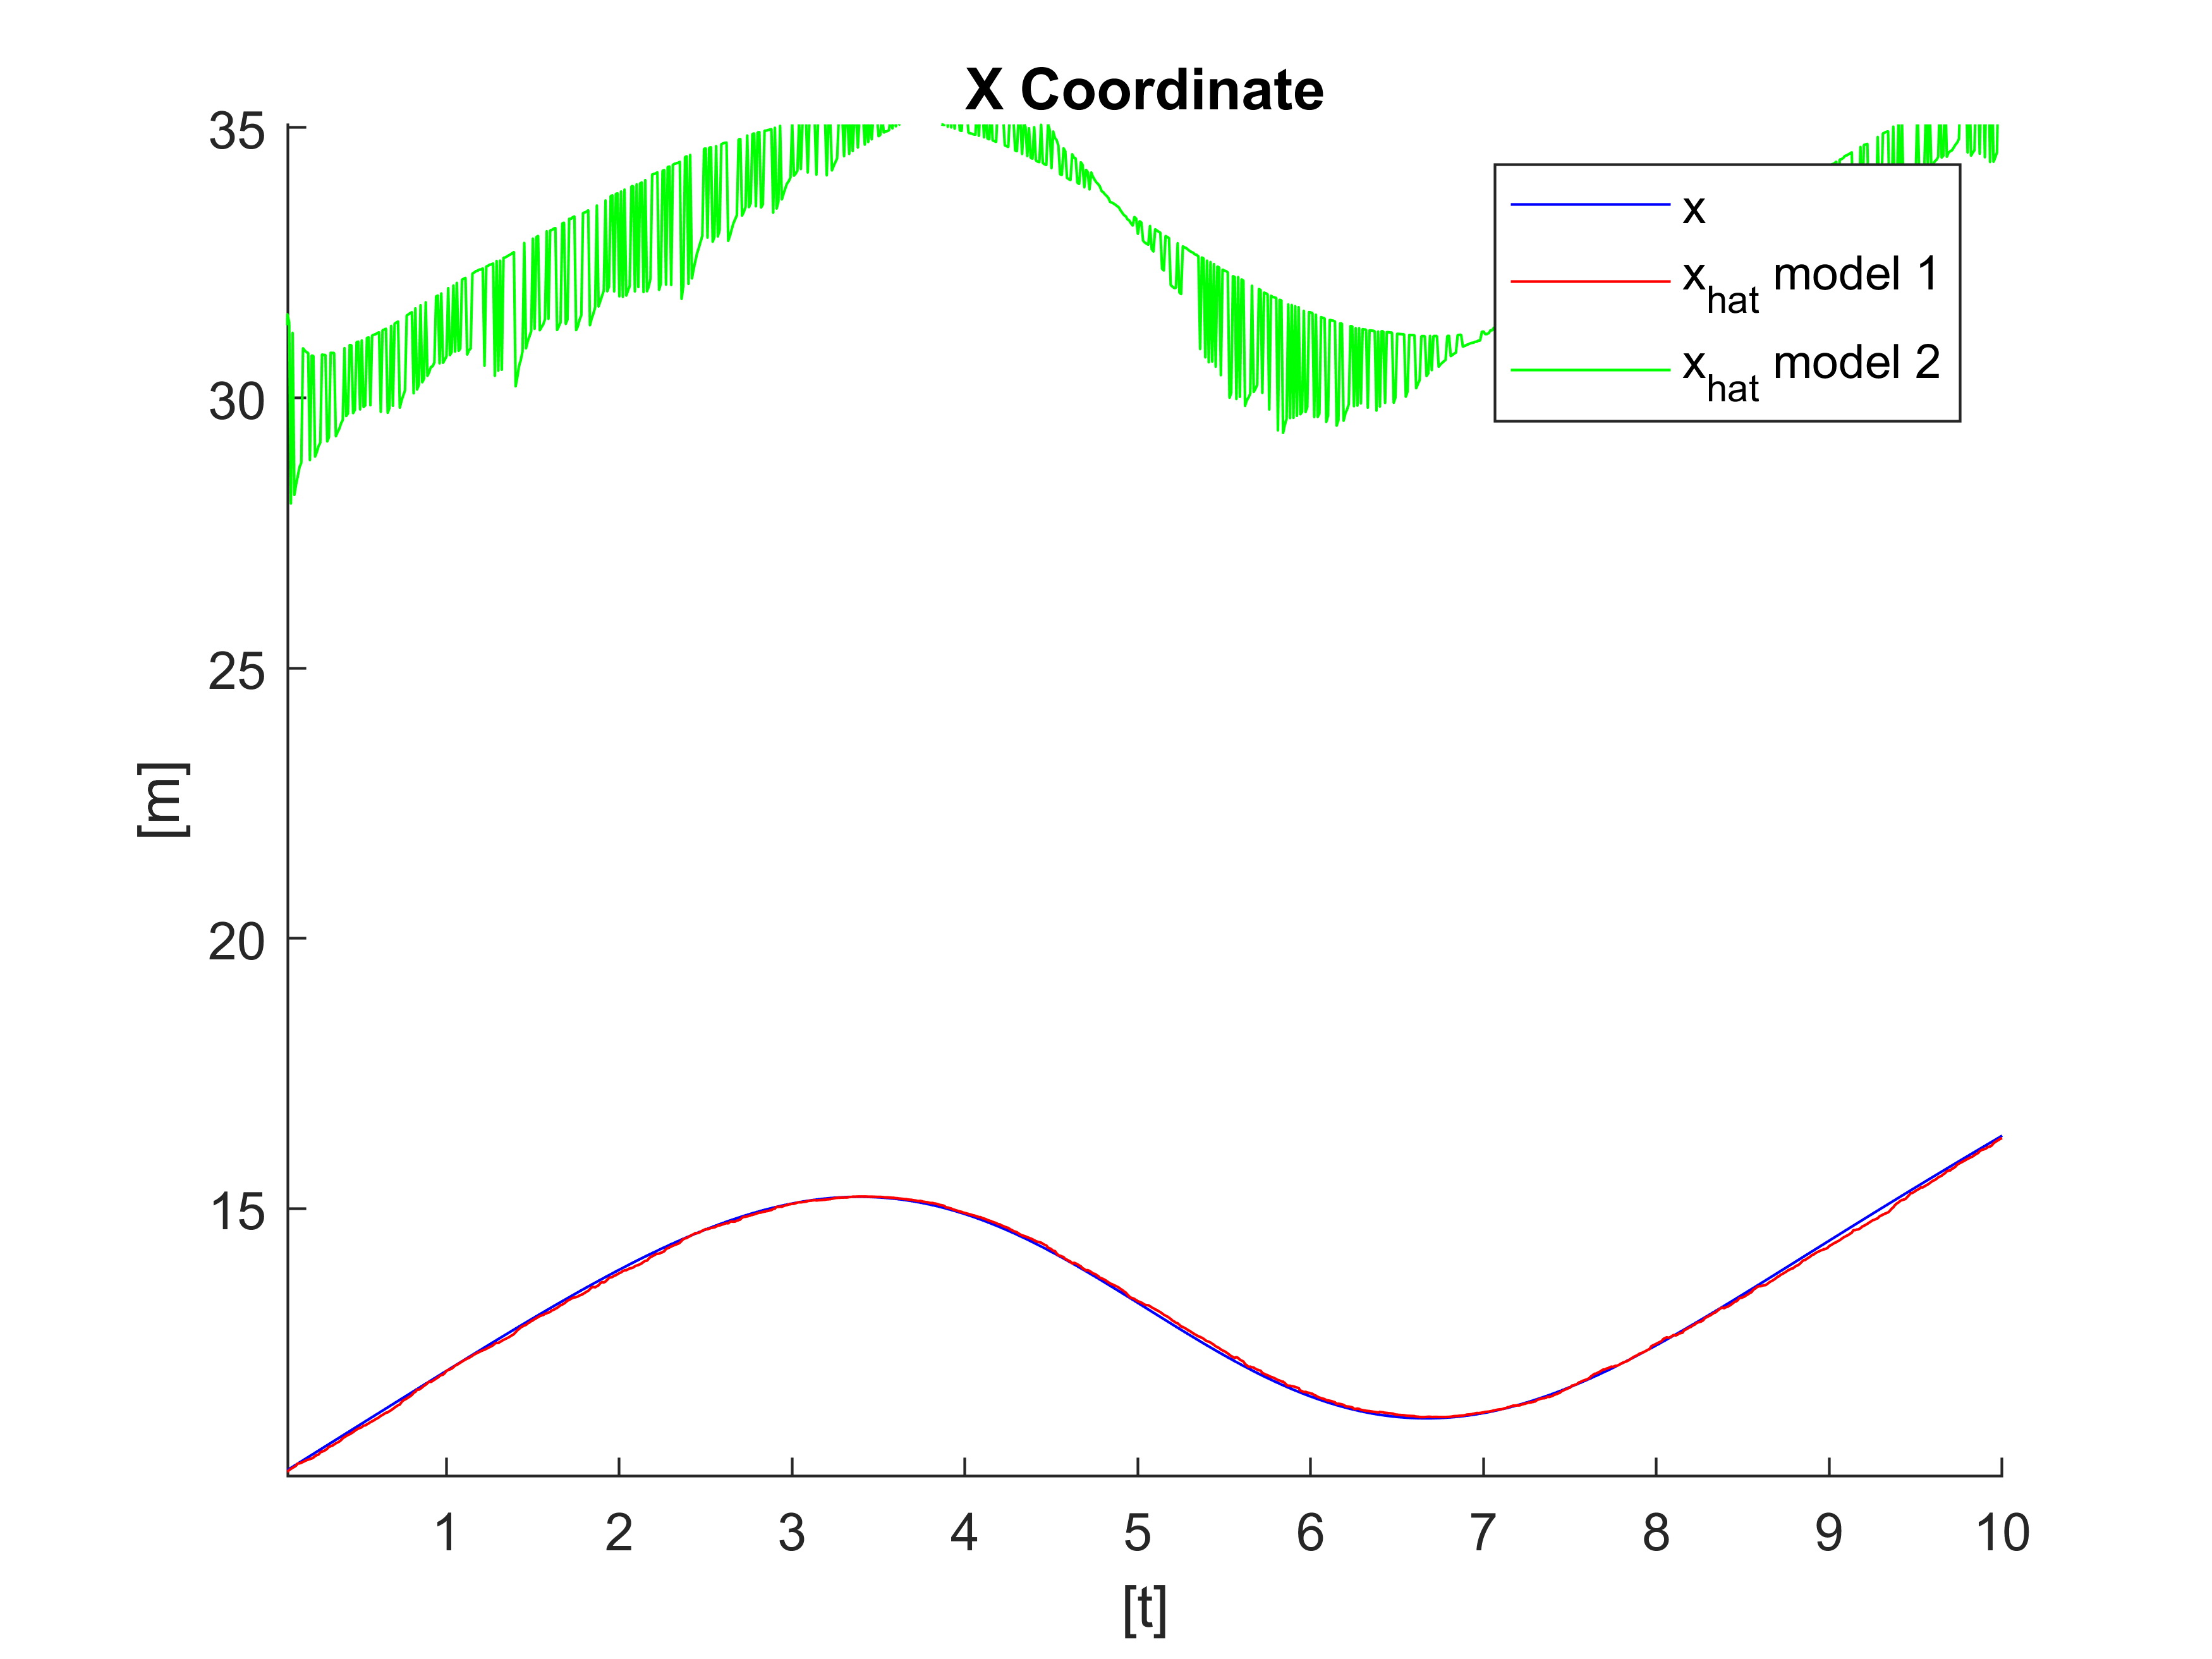 X Coordinate
35
30
25
20
15
[m]
x
xhat model 1
xhat model 2
1 2 3 4 5 6 7 8 9 10
[t]